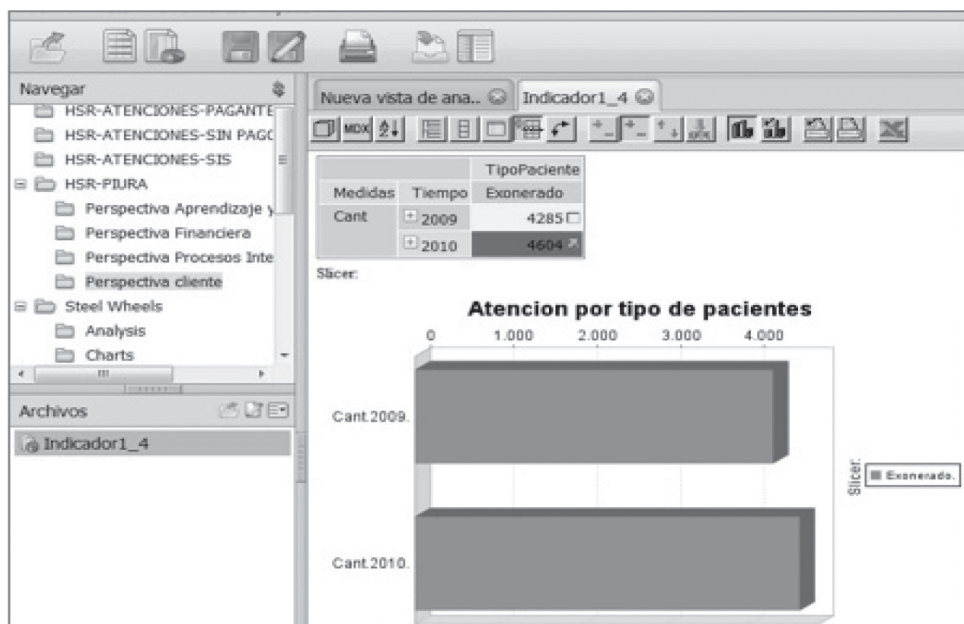 Navegar
HSR-ATENCIONES-PAGANTE
HSR-ATENCIONES-SIN PAGO
HSR-ATENCIONES-SIS
HSR-PIURA
Perspectiva Aprendizaje y
Perspectiva Financiera
Perspectiva Procesos Inte
Perspectiva cliente
Steel Wheels
Analysis
Charts
Archivos
Indicador1_4
Nueva vista de ana..
Indicador1_4
MDX
TipoPaciente
Medidas Tiempo Exonerado
Cant 2009 4285
2010 4604
Slicer:
Atencion por tipo de pacientes
0 1.000 2.000 3.000 4.000
Cant.2009.
Cant.2010.
Slicer:
Exonerado.